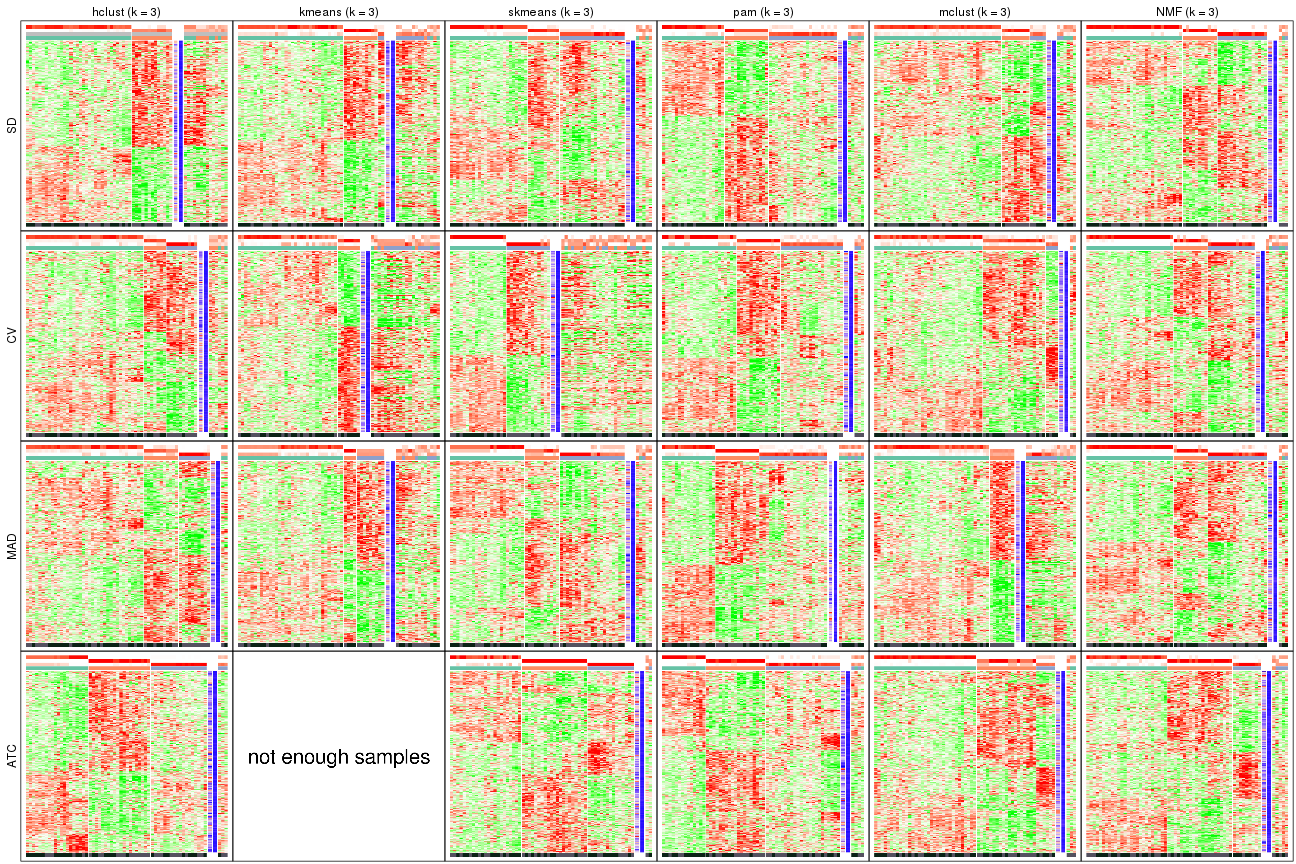 hclust (k = 3) kmeans (k = 3) skmeans (k = 3) pam (k = 3) mclust (k = 3) NMF (k = 3)
SD
CV
MAD
ATC
not enough samples